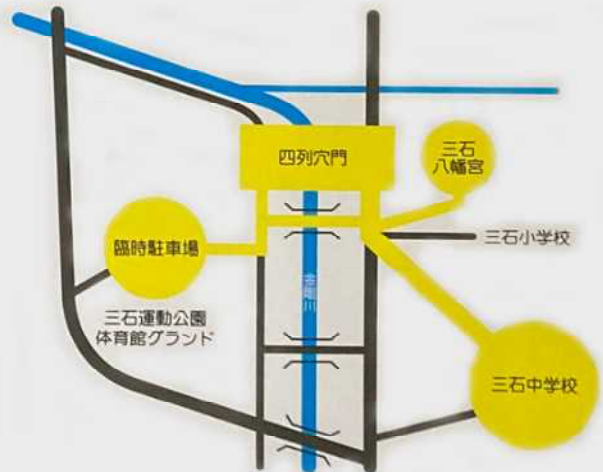 四列穴門
三石
八幡宮
三石小学校
臨時駐車場
三石運動公園
体育館グランド
三石中学校